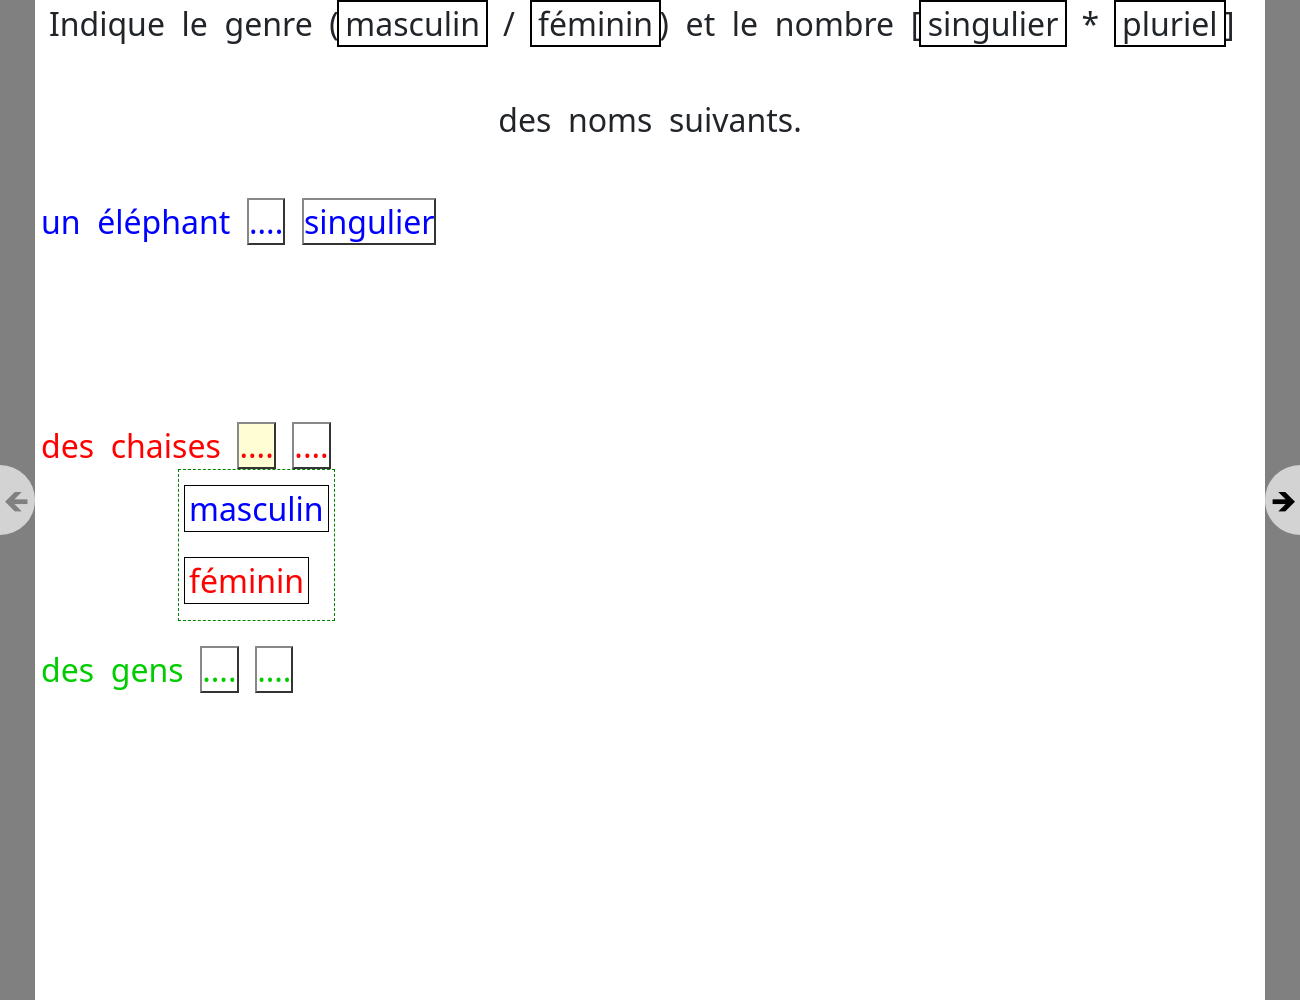 Indique le genre (masculin / féminin) et le nombre [singulier * pluriel]
des noms suivants.
un éléphant .... singulier
des chaises .... ....
masculin
féminin
des gens .... ....